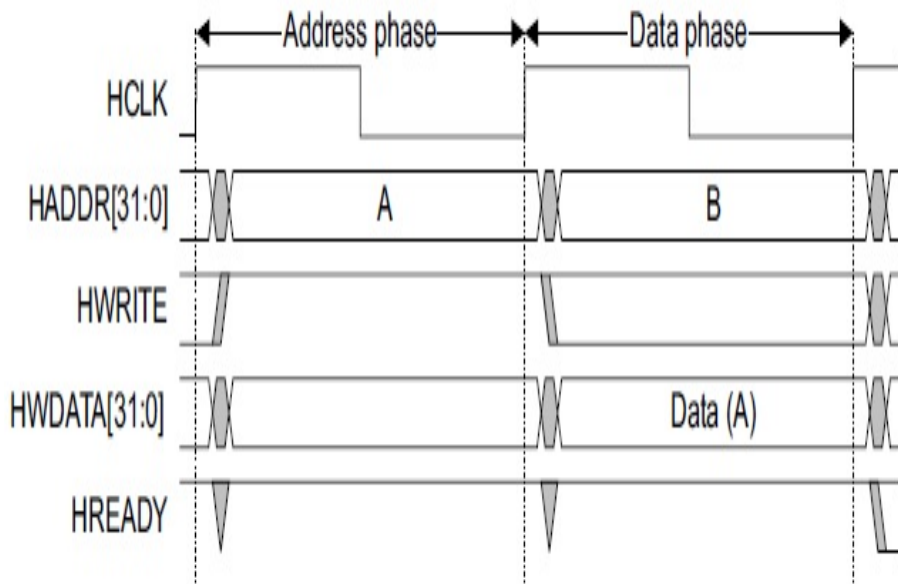 Address phase Data phase
HCLK
HADDR[31:0] A B
HWRITE
HWDATA[31:0] Data (A)
HREADY